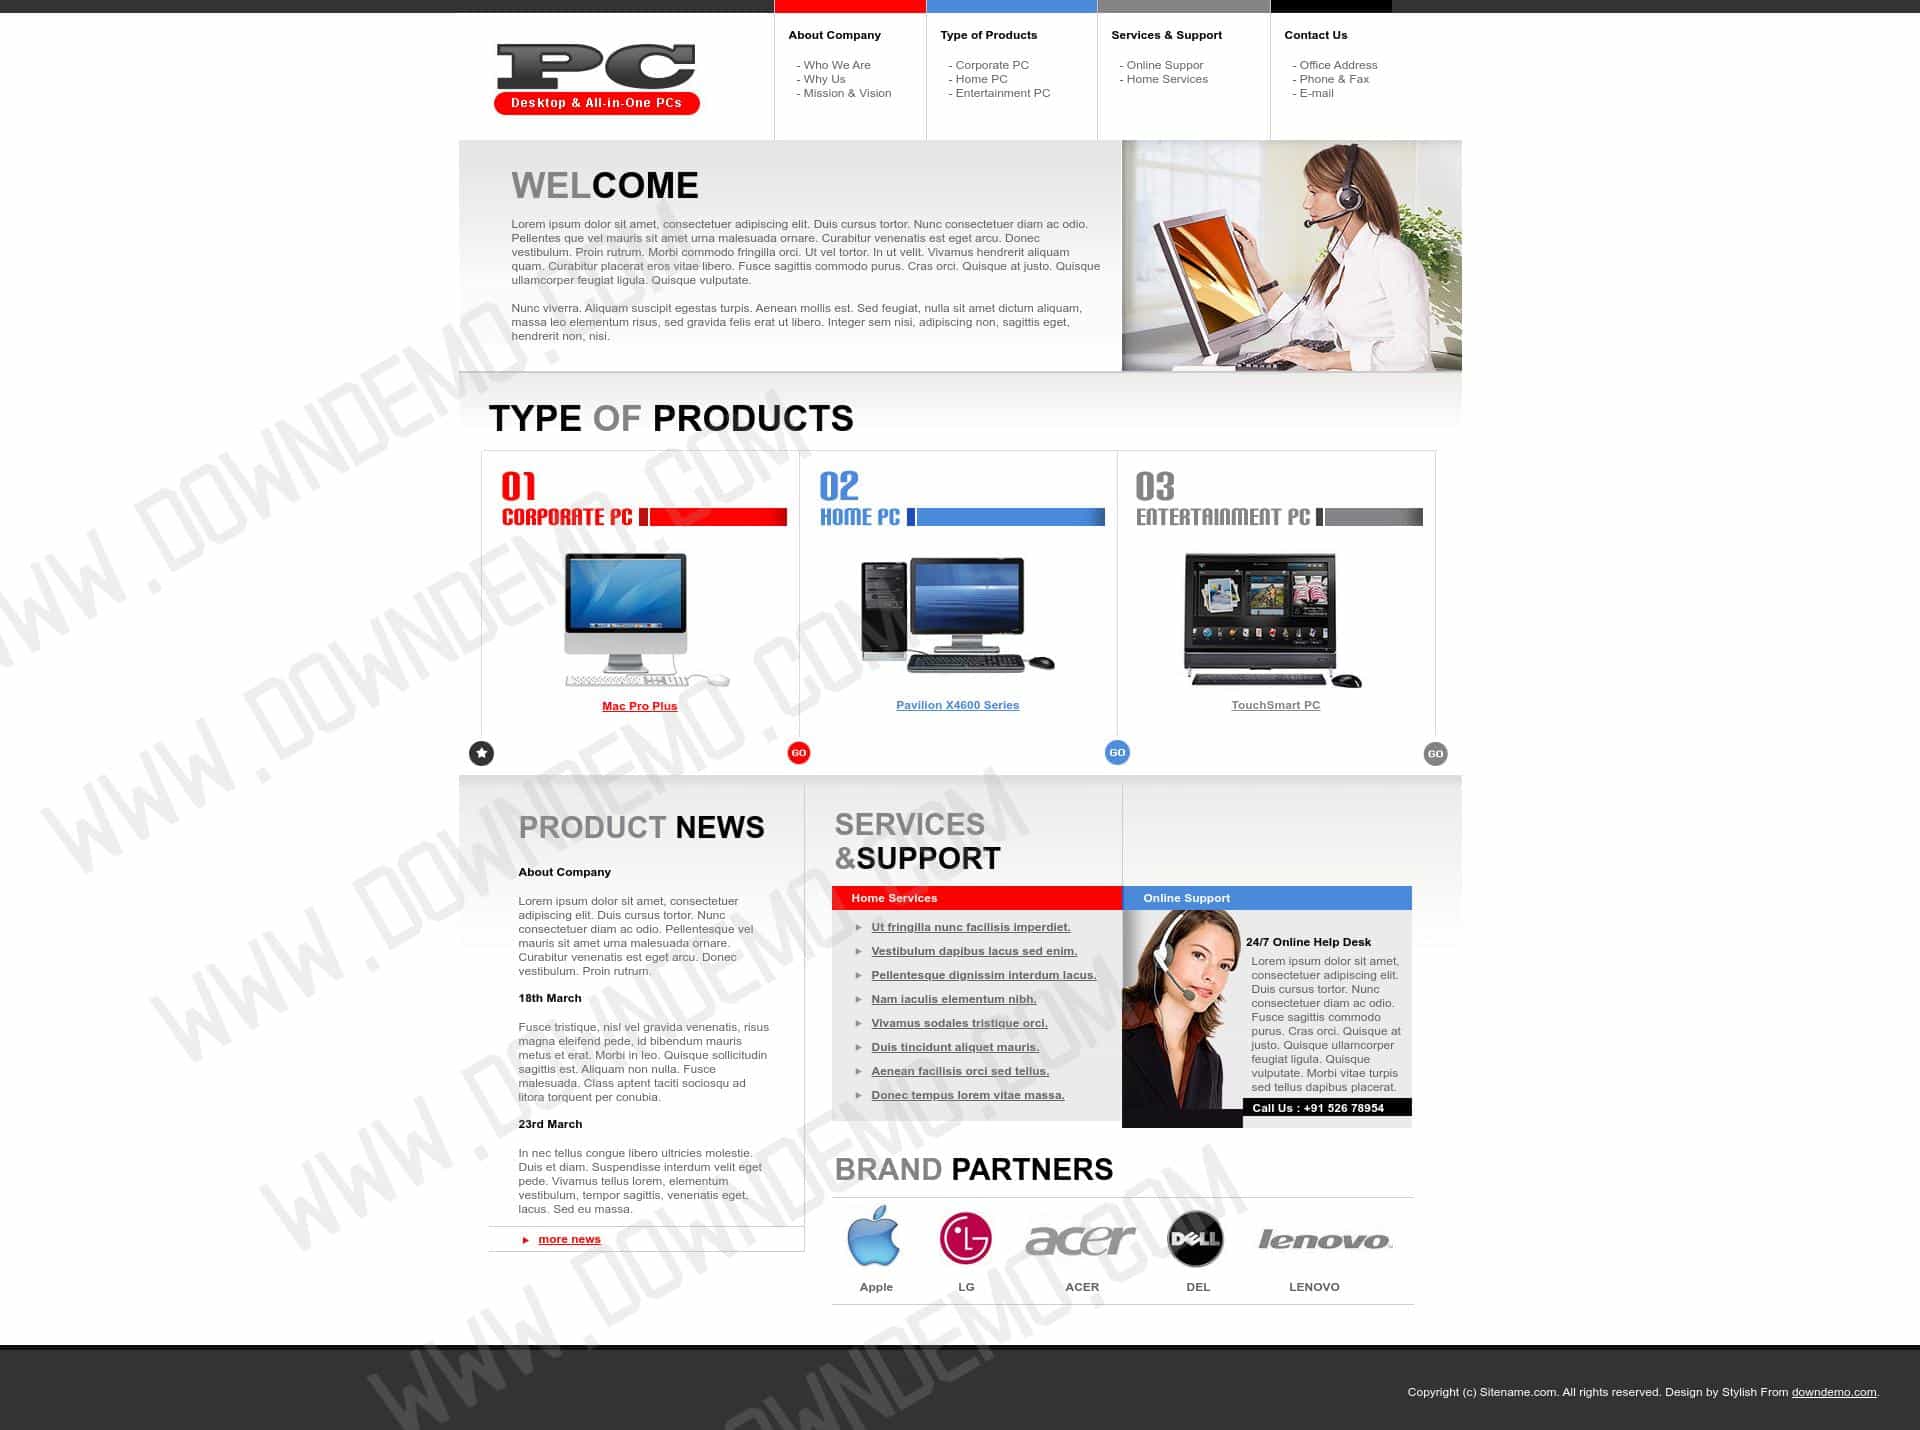 PC
Desktop & All-in-One PCs
About Company
- Who We Are
- Why Us
- Mission & Vision
Type of Products
- Corporate PC
- Home PC
- Entertainment PC
Services & Support
- Online Suppor
- Home Services
Contact Us
- Office Address
- Phone & Fax
- E-mail
WELCOME
Lorem ipsum dolor sit amet, consectetuer adipiscing elit. Duis cursus tortor. Nunc consectetuer diam ac odio.
Pellentes que vel mauris sit amet urna malesuada ornare. Curabitur venenatis est eget arcu. Donec
vestibulum. Proin rutrum. Morbi commodo fringilla orci. Ut vel tortor. In ut velit. Vivamus hendrerit aliquam
quam. Curabitur placerat eros vitae libero. Fusce sagittis commodo purus. Cras orci. Quisque at justo. Quisque
ullamcorper feugiat ligula. Quisque vulputate.
Nunc viverra. Aliquam suscipit egestas turpis. Aenean mollis est. Sed feugiat, nulla sit amet dictum aliquam,
massa leo elementum risus, sed gravida felis erat ut libero. Integer sem nisi, adipiscing non, sagittis eget,
hendrerit non, nisi.
TYPE OF PRODUCTS
01
CORPORATE PC
Mac Pro Plus
02
HOME PC
Pavilion X4600 Series
03
ENTERTAINMENT PC
TouchSmart PC
GO
GO
GO
PRODUCT NEWS
About Company
Lorem ipsum dolor sit amet, consectetuer
adipiscing elit. Duis cursus tortor. Nunc
consectetuer diam ac odio. Pellentesque vel
mauris sit amet urna malesuada ornare.
Curabitur venenatis est eget arcu. Donec
vestibulum. Proin rutrum.
18th March
Fusce tristique, nisl vel gravida venenatis, risus
magna eleifend pede, id bibendum mauris
metus et erat. Morbi in leo. Quisque sollicitudin
sagittis est. Aliquam non nulla. Fusce
malesuada. Class aptent taciti sociosqu ad
litora torquent per conubia.
23rd March
In nec tellus congue libero ultricies molestie.
Duis et diam. Suspendisse interdum velit eget
pede. Vivamus tellus lorem, elementum
vestibulum, tempor sagittis, venenatis eget,
lacus. Sed eu massa.
more news
SERVICES
&SUPPORT
Home Services
Ut fringilla nunc facilisis imperdiet.
Vestibulum dapibus lacus sed enim.
Pellentesque dignissim interdum lacus.
Nam iaculis elementum nibh.
Vivamus sodales tristique orci.
Duis tincidunt aliquet mauris.
Aenean facilisis orci sed tellus.
Donec tempus lorem vitae massa.
Online Support
24/7 Online Help Desk
Lorem ipsum dolor sit amet,
consectetuer adipiscing elit.
Duis cursus tortor. Nunc
consectetuer diam ac odio.
Fusce sagittis commodo
purus. Cras orci. Quisque at
justo. Quisque ullamcorper
feugiat ligula. Quisque
vulputate. Morbi vitae turpis
sed tellus dapibus placerat.
Call Us : +91 526 78954
BRAND PARTNERS
LG
acer
DELL
lenovo
Apple
LG
ACER
DEL
LENOVO
Copyright (c) Sitename.com. All rights reserved. Design by Stylish From downdemo.com.
WWW.DOWNDEMO.COM
WWW.DOWNDEMO.COM
WWW.DOWNDEMO.COM
WWW.DOWNDEMO.COM
WWW.DOWNDEMO.COM
OWNDEMO.COM